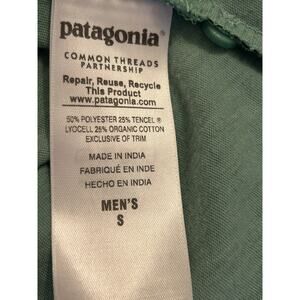 patagonia®
COMMON THREADS
PARTNERSHIP
Repair, Reuse, Recycle
This Product
www.patagonia.com
50% POLYESTER 25% TENCEL ®
LYOCELL 25% ORGANIC COTTON
EXCLUSIVE OF TRIM
MADE IN INDIA
FABRIQUÉ EN INDE
HECHO EN INDIA
MEN'S
S